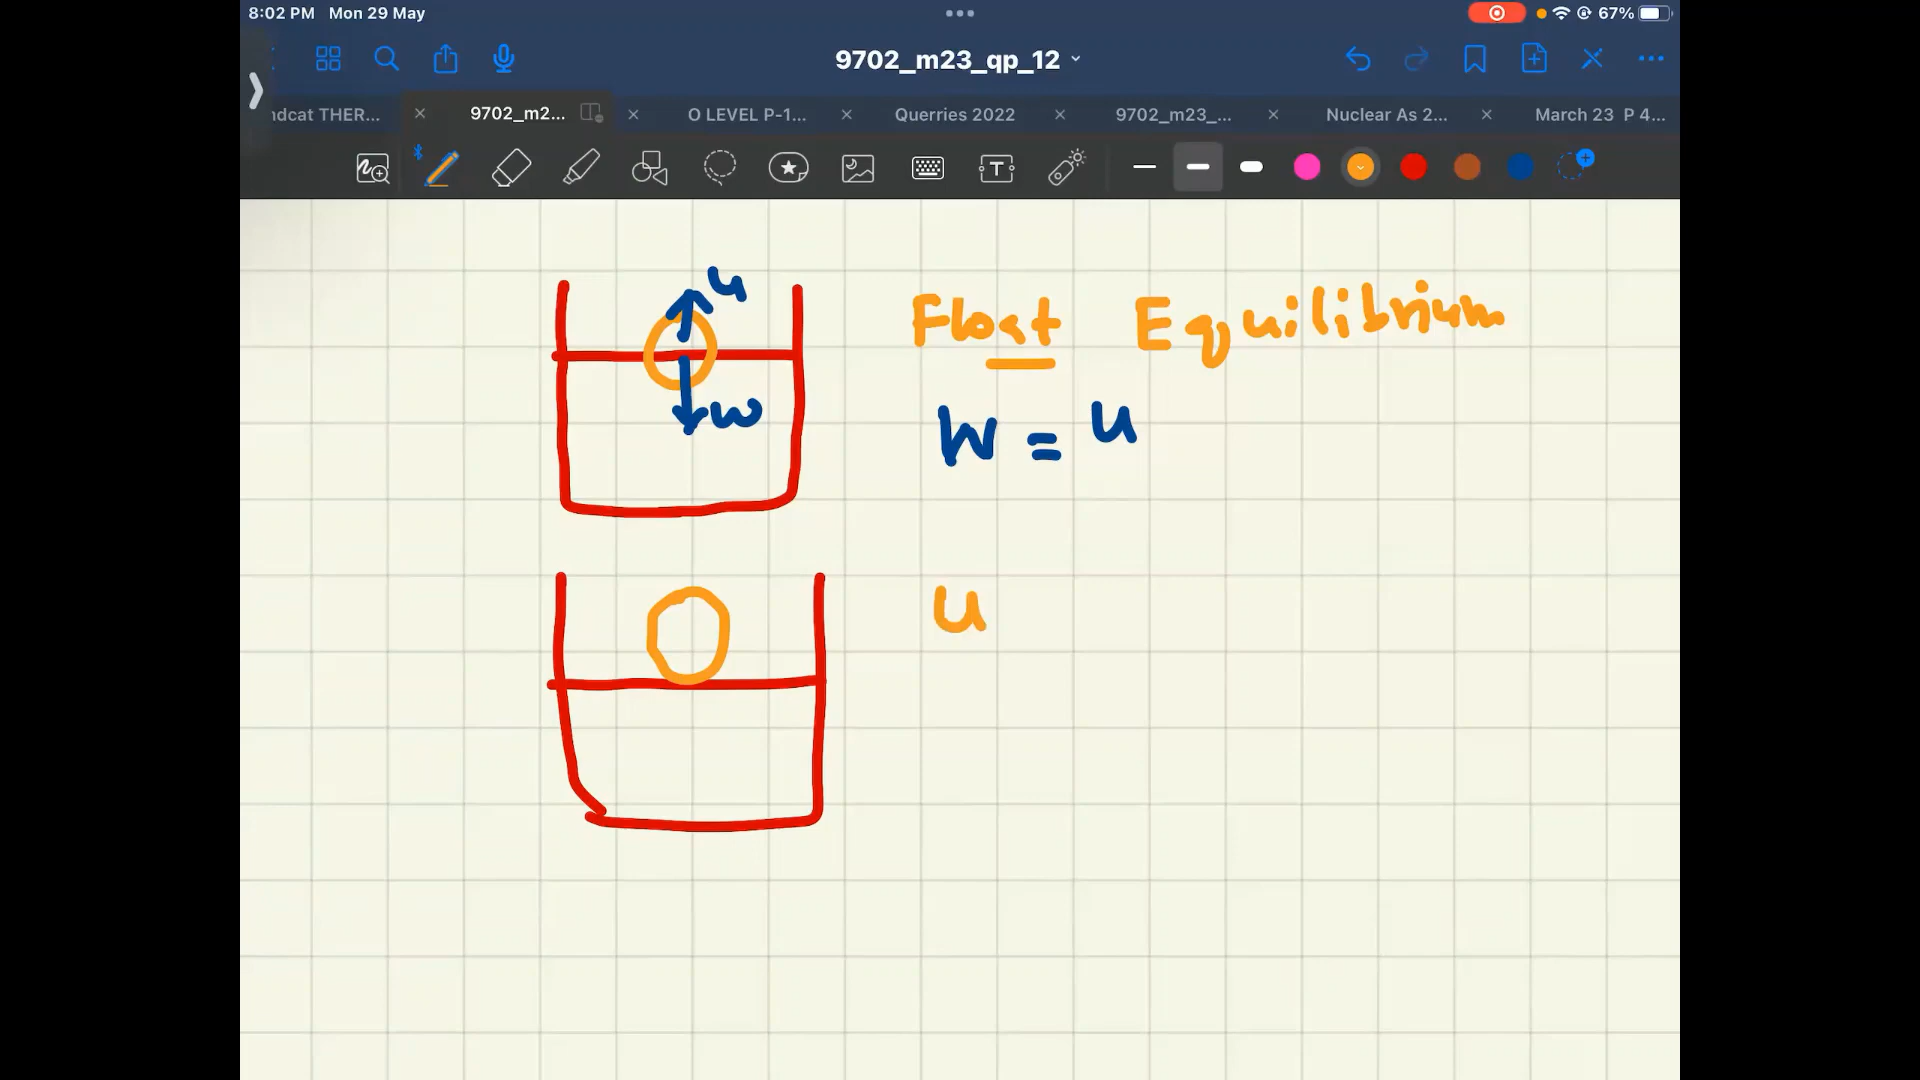 8:02 PM Mon 29 May
67%
9702_m23_qp_12
ndcat THER...
9702_m2...
O LEVEL P-1...
Querries 2022
9702_m23_...
Nuclear As 2...
March 23 P 4...
T
u
Float Equilibrium
w
W = u
u